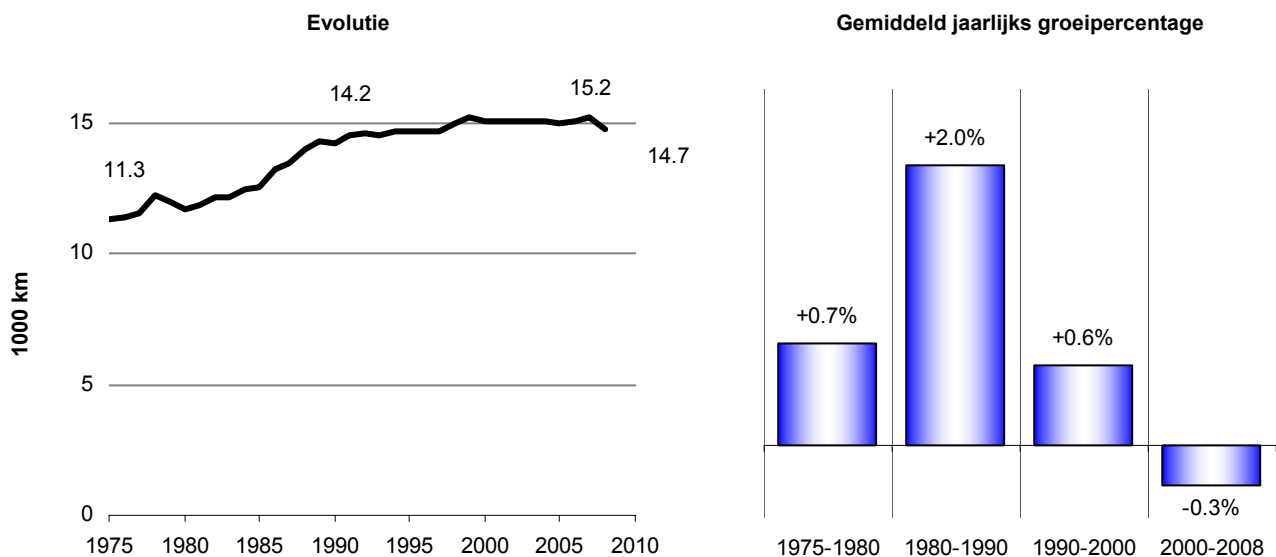 Evolutie
14.2
15.2
15
14.7
11.3
10
1000 km
5
0
1975 1980 1985 1990 1995 2000 2005 2010
Gemiddeld jaarlijks groeipercentage
+2.0%
+0.7%
+0.6%
-0.3%
1975-1980 1980-1990 1990-2000 2000-2008